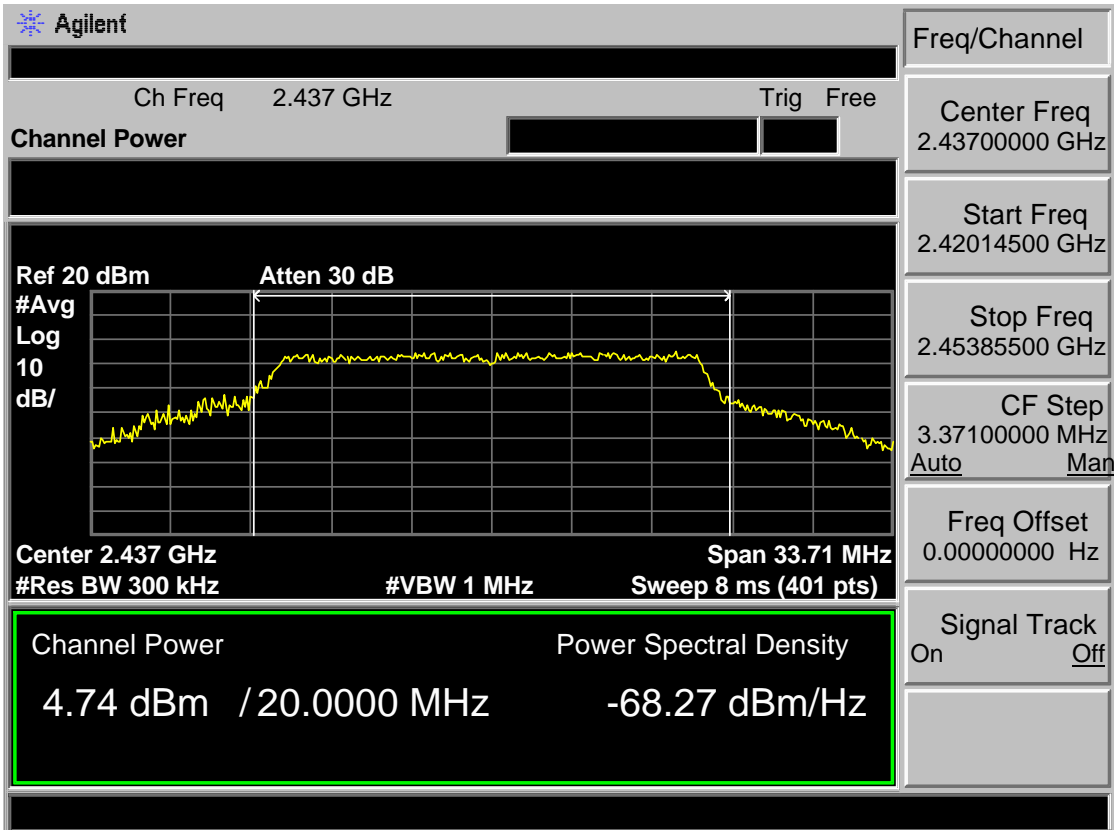 Agilent
Freq/Channel
Ch Freq 2.437 GHz Trig Free
Channel Power
Center Freq
2.43700000 GHz
Start Freq
2.42014500 GHz
Stop Freq
2.45385500 GHz
CF Step
3.37100000 MHz
Auto Man
Freq Offset
0.00000000 Hz
Signal Track
On Off
Ref 20 dBm Atten 30 dB
#Avg
Log
10
dB/
Center 2.437 GHz Span 33.71 MHz
#Res BW 300 kHz #VBW 1 MHz Sweep 8 ms (401 pts)
Channel Power Power Spectral Density
4.74 dBm / 20.0000 MHz -68.27 dBm/Hz